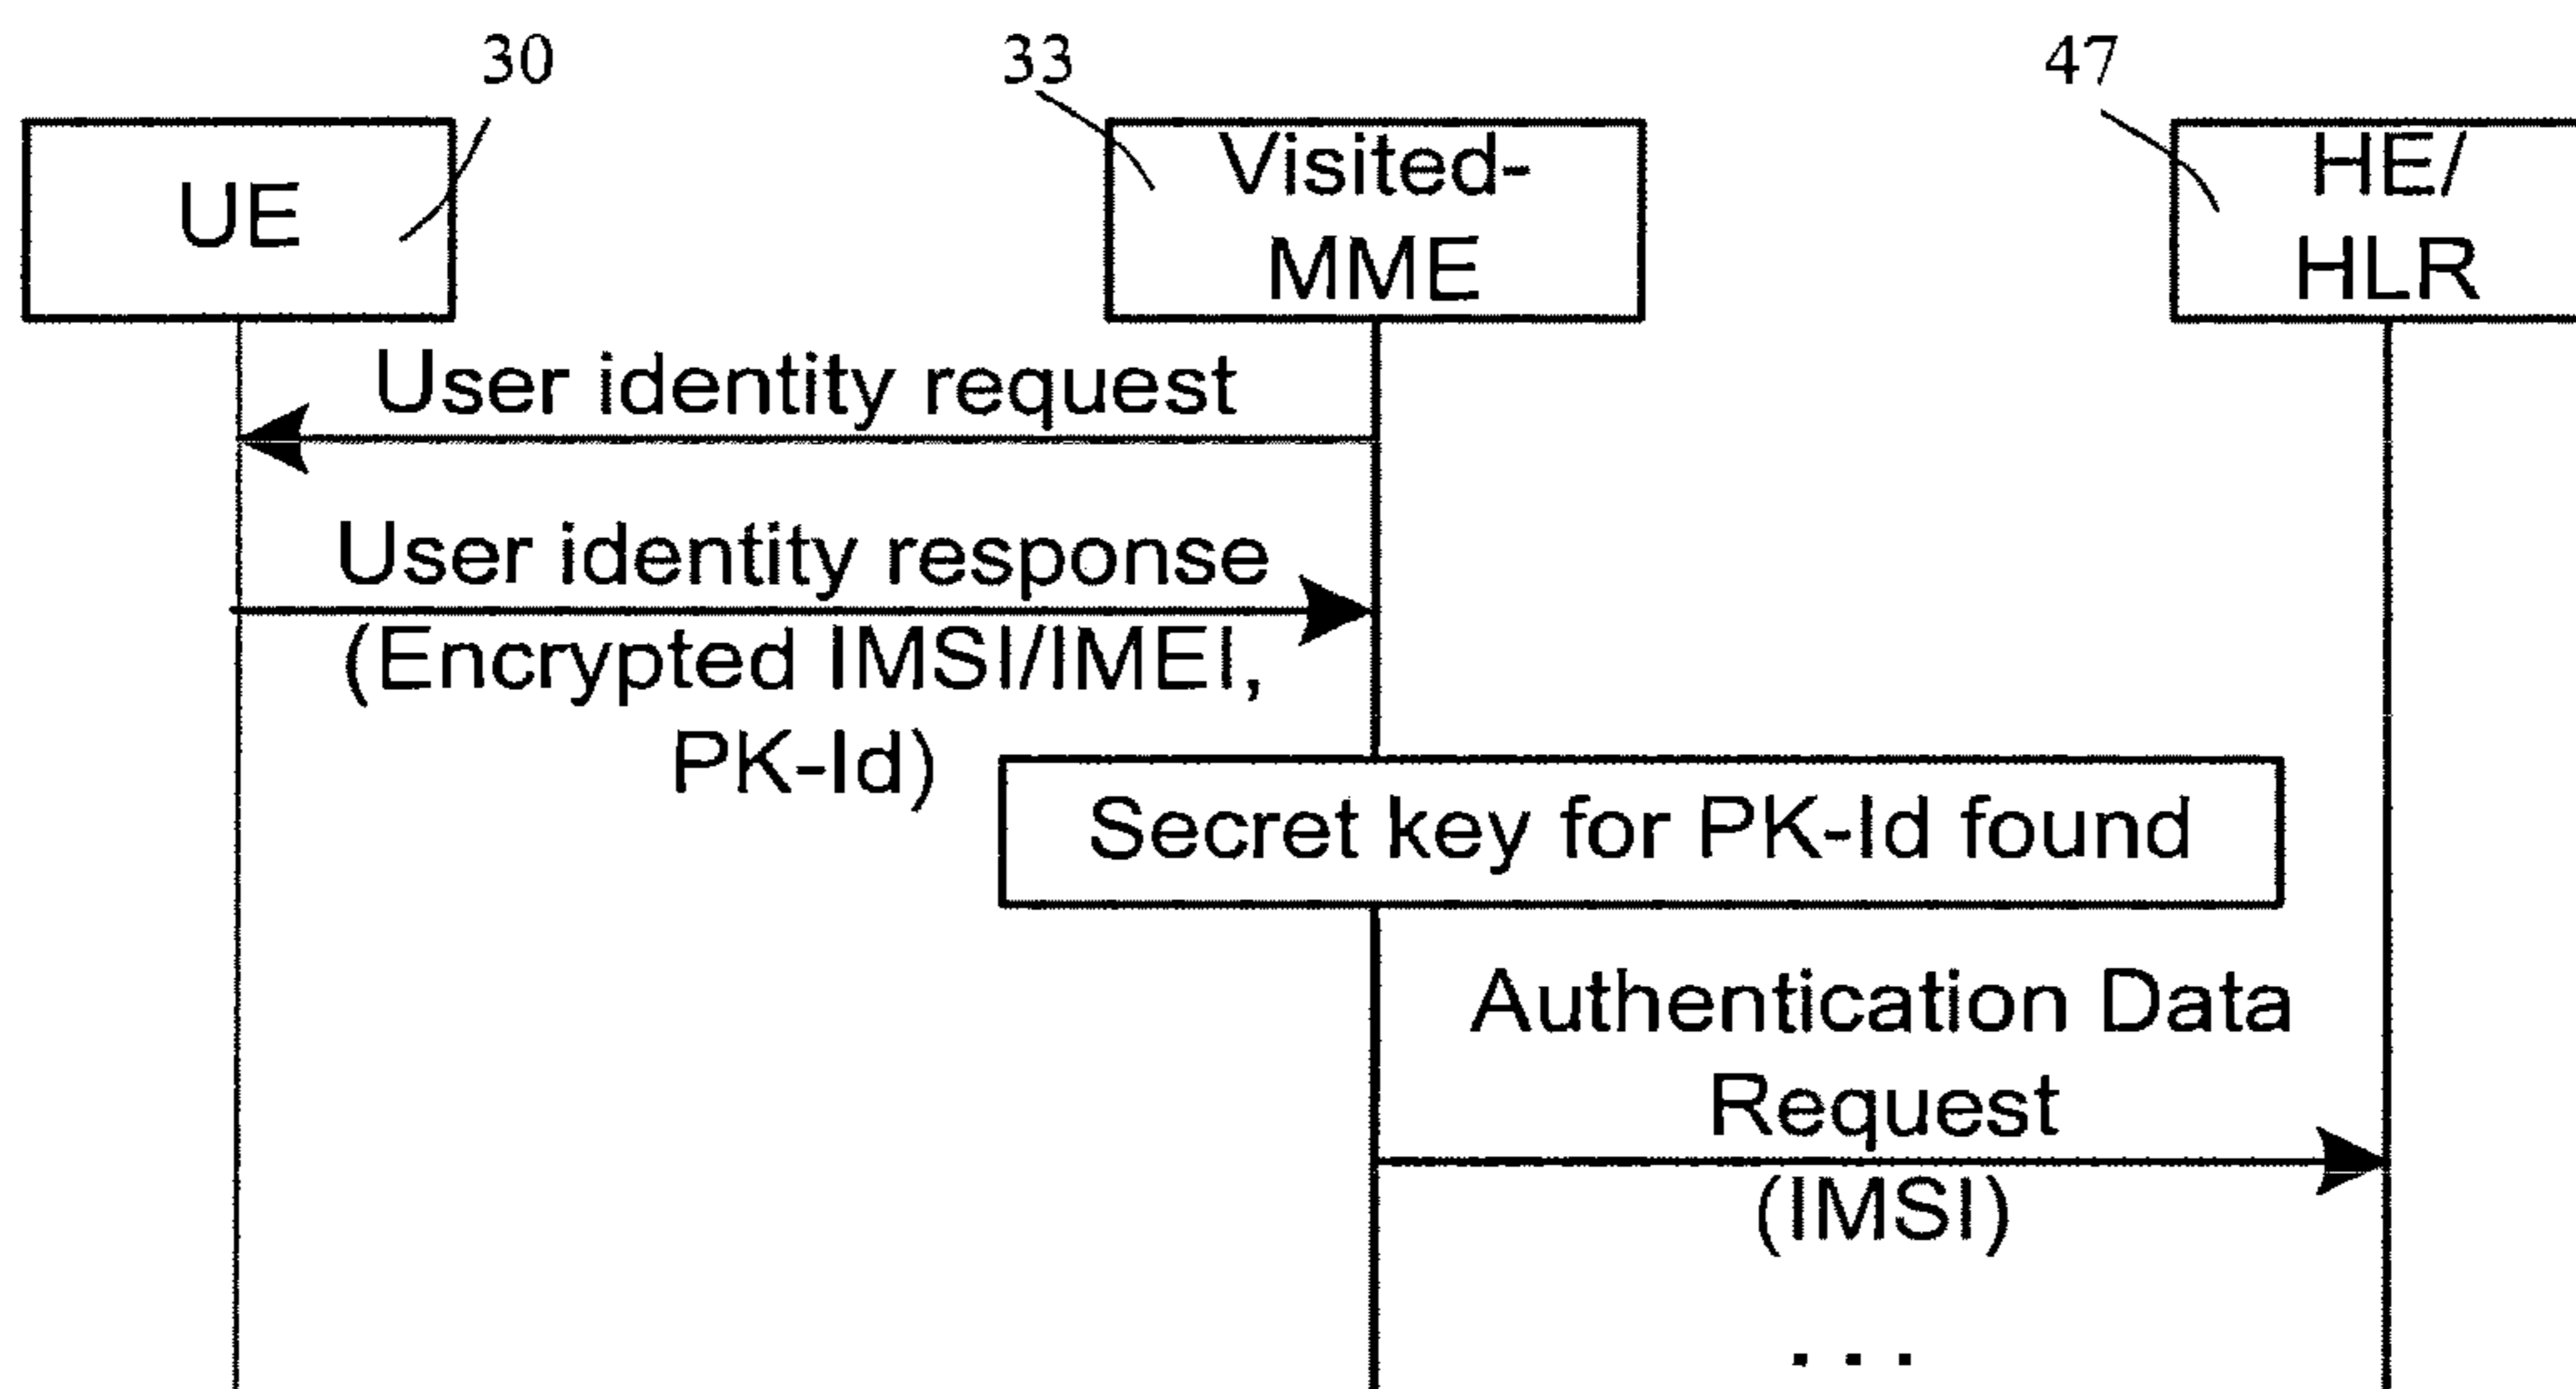 30
33
47
UE
Visited-
MME
HE/
HLR
User identity request
User identity response
(Encrypted IMSI/IMEI,
PK-Id)
Secret key for PK-Id found
Authentication Data
Request
(IMSI)
...